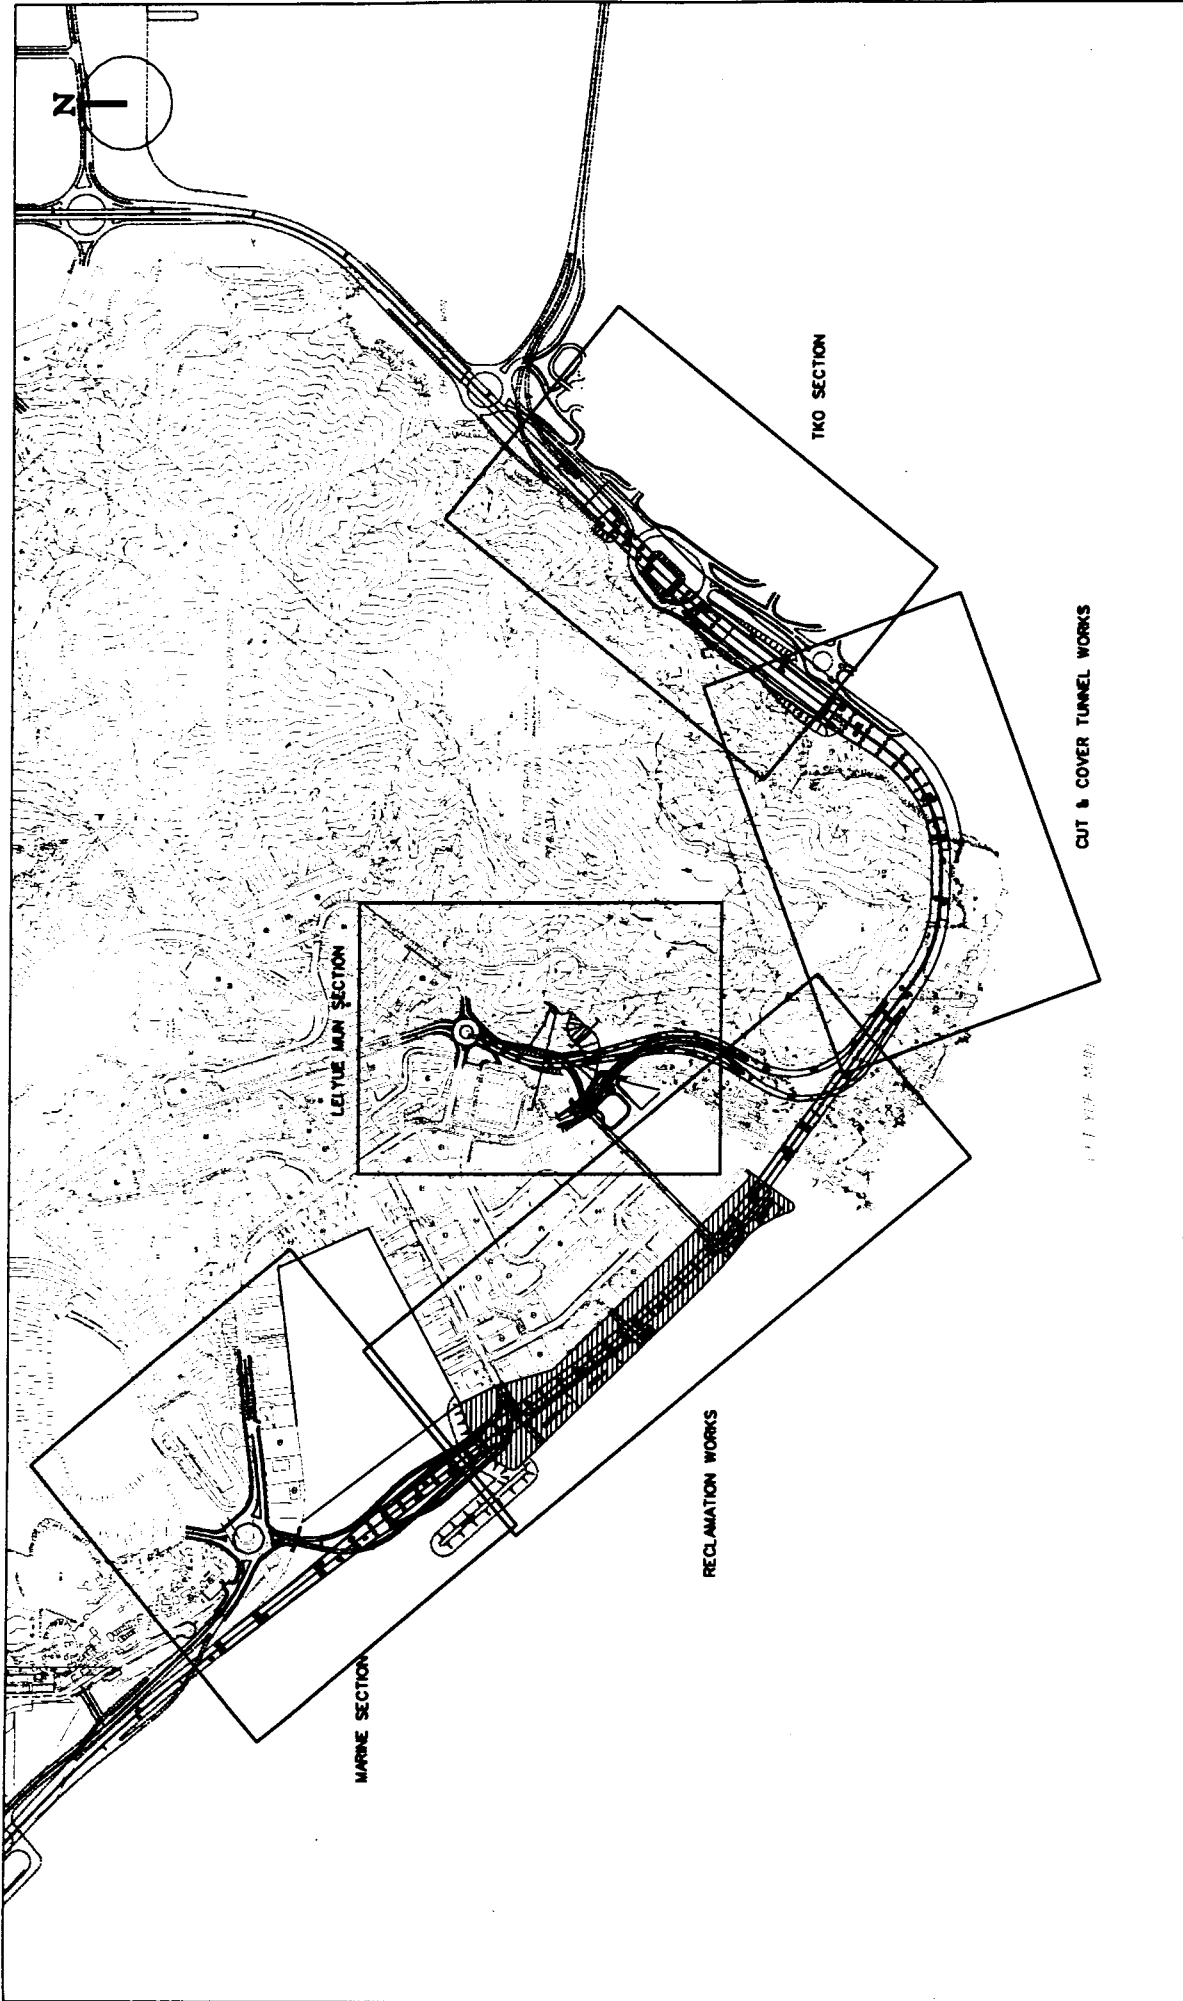 N
TKO SECTION
CUT & COVER TUNNEL WORKS
LEI YUE MUN SECTION
RECLAMATION WORKS
MARINE SECTION